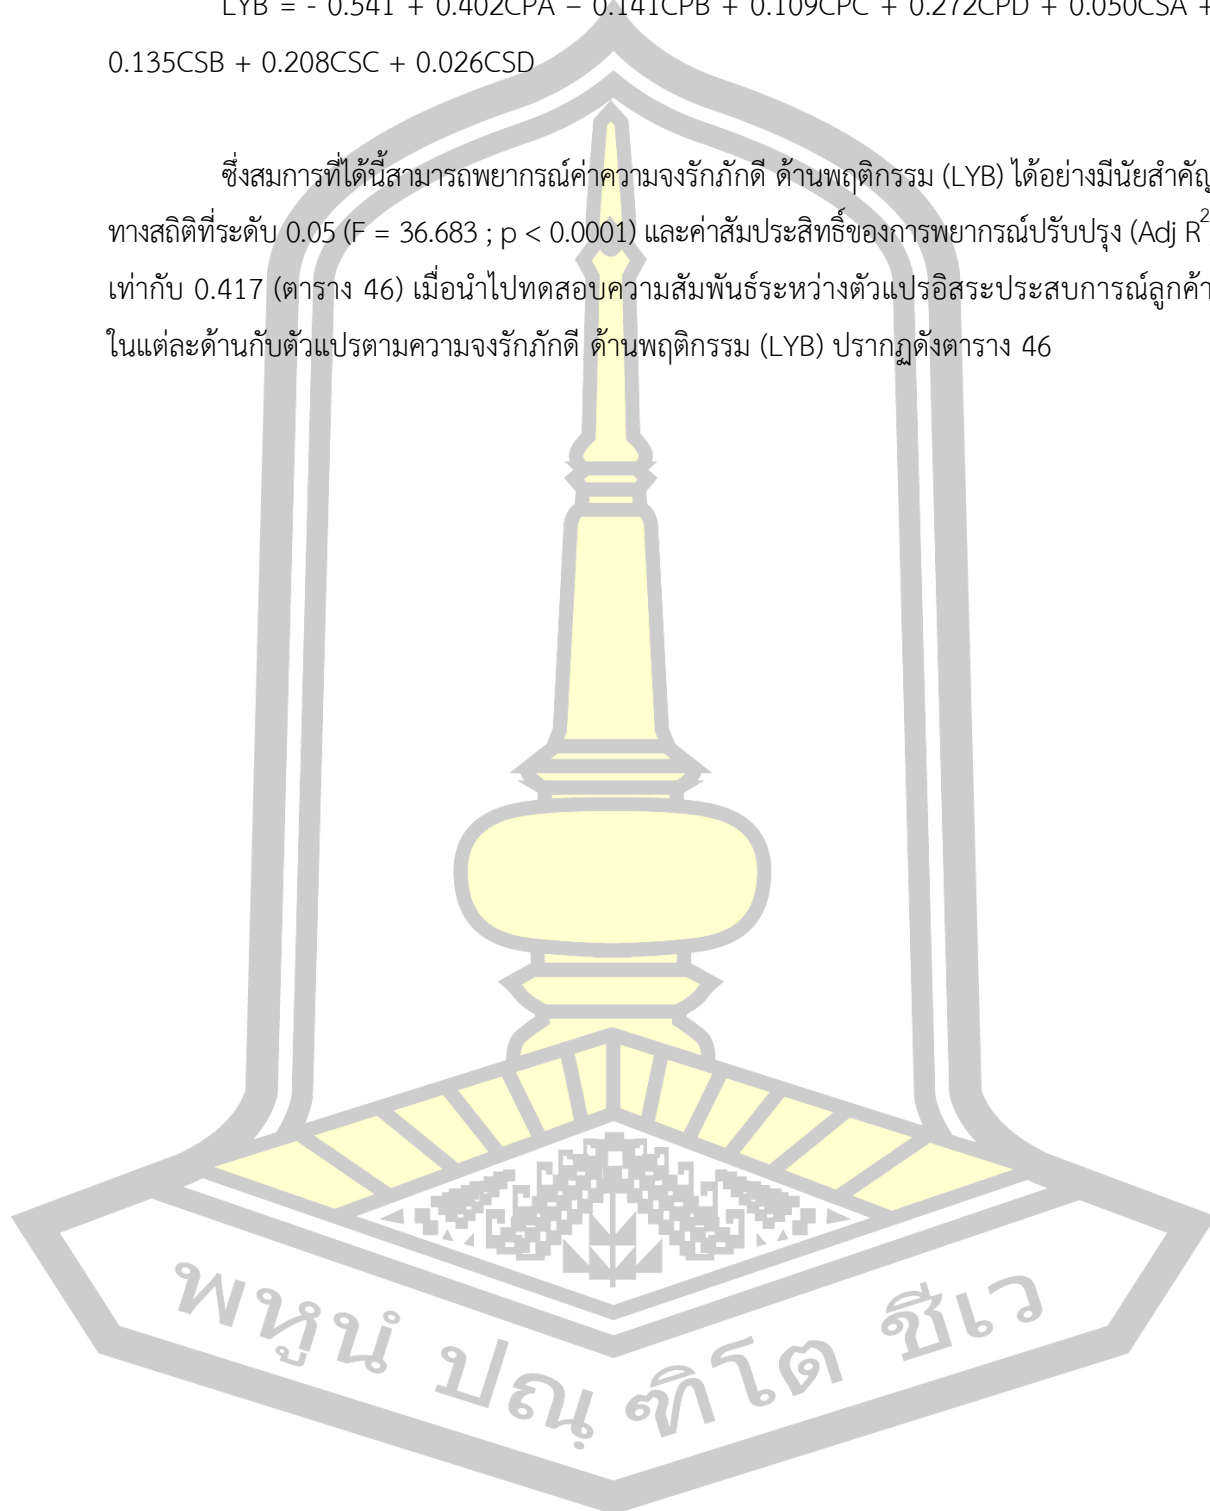 LYB = - 0.541 + 0.402CPA – 0.141CPB + 0.109CPC + 0.272CPD + 0.050CSA +
0.135CSB + 0.208CSC + 0.026CSD
ซึ่งสมการที่ได้นี้สามารถพยากรณ์ค่าความจงรักภักดี ด้านพฤติกรรม (LYB) ได้อย่างมีนัยสำคัญ
ทางสถิติที่ระดับ 0.05 (F = 36.683 ; p < 0.0001) และค่าสัมประสิทธิ์ของการพยากรณ์ปรับปรุง (Adj R²
เท่ากับ 0.417 (ตาราง 46) เมื่อนำไปทดสอบความสัมพันธ์ระหว่างตัวแปรอิสระประสบการณ์ลูกค้า
ในแต่ละด้านกับตัวแปรตามความจงรักภักดี ด้านพฤติกรรม (LYB) ปรากฏดังตาราง 46
พหูนํ ปณฺ ฑิโต ชีเว